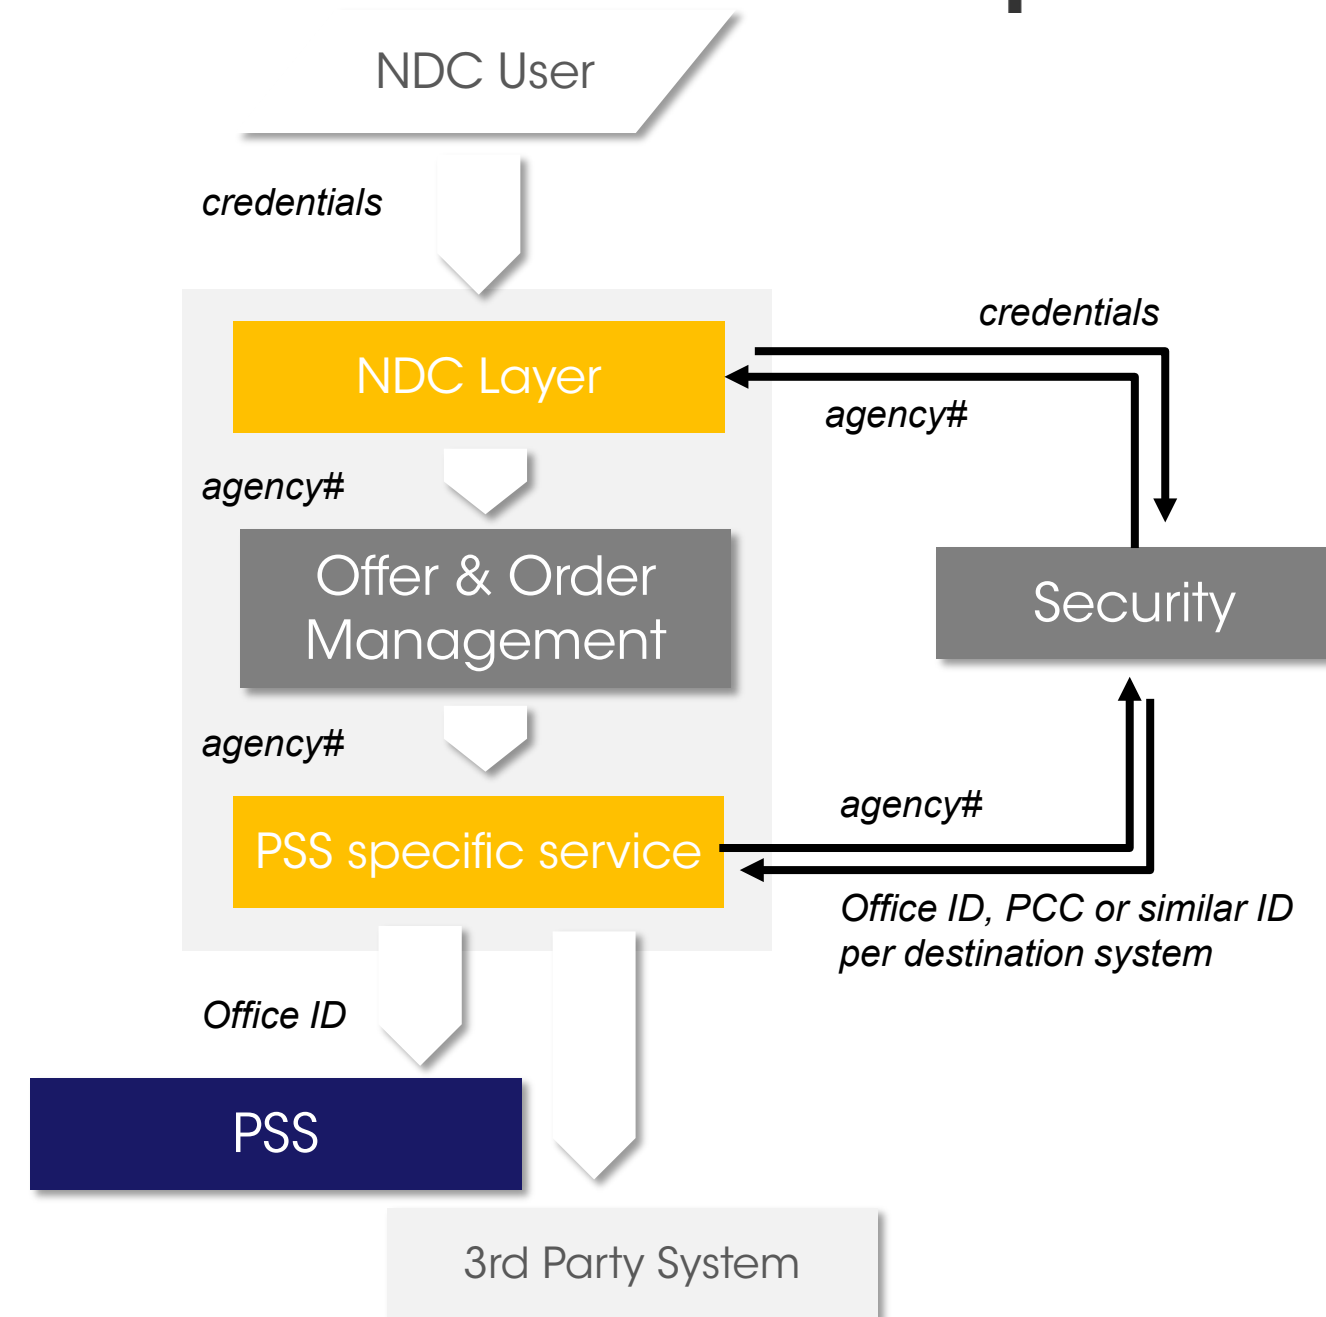 NDC User
credentials
credentials
NDC Layer
agency#
agency#
Offer & Order
Management
Security
agency#
agency#
PSS specific service
Office ID, PCC or similar ID
per destination system
Office ID
PSS
3rd Party System